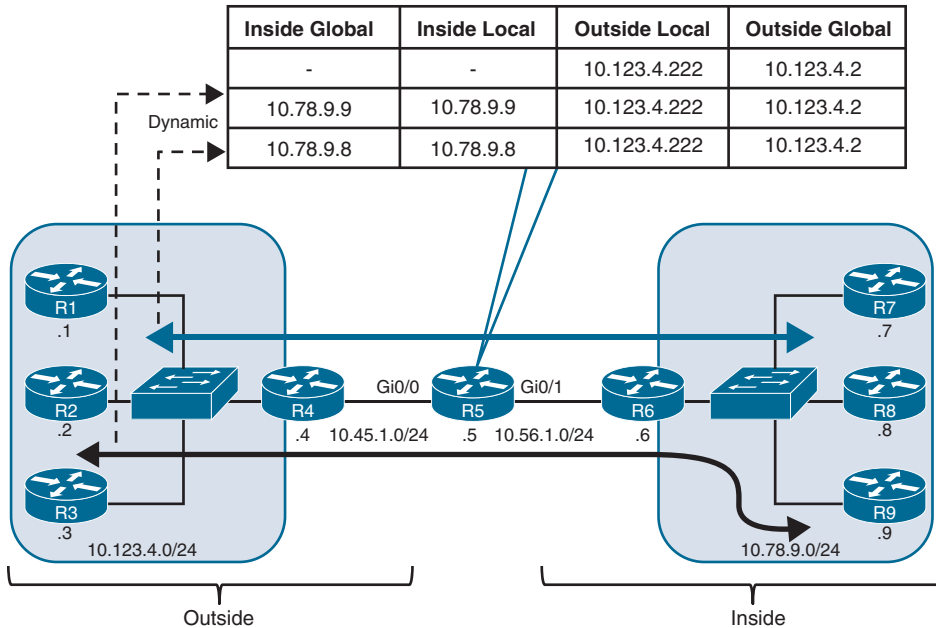 Inside Global Inside Local Outside Local Outside Global
- - 10.123.4.222 10.123.4.2
10.78.9.9 10.78.9.9 10.123.4.222 10.123.4.2
10.78.9.8 10.78.9.8 10.123.4.222 10.123.4.2
Dynamic
R1
.1
R7
.7
R2
.2
R4
.4
Gi0/0
10.45.1.0/24
R5
.5
Gi0/1
10.56.1.0/24
R6
.6
R8
.8
R3
.3
R9
.9
10.123.4.0/24
10.78.9.0/24
Outside
Inside